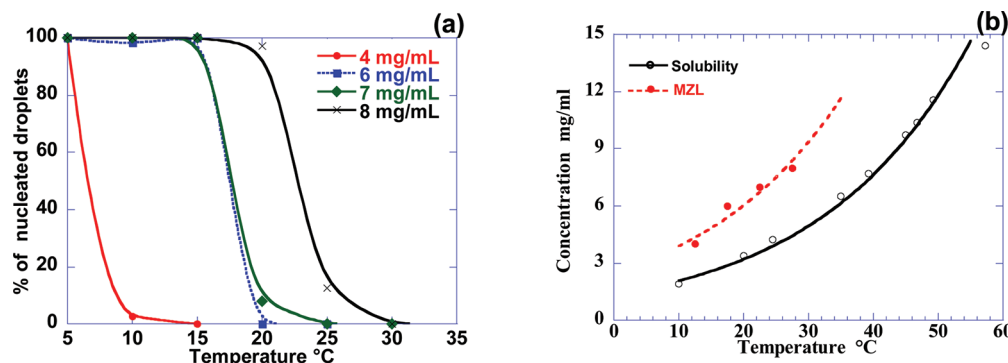 (a)
% of nucleated droplets
100
80
60
40
20
0
4 mg/mL
6 mg/mL
7 mg/mL
8 mg/mL
5 10 15 20 25 30 35
Temperature °C
(b)
Concentration mg/ml
15
12
9
6
3
0
Solubility
MZL
0 10 20 30 40 50 60
Temperature °C